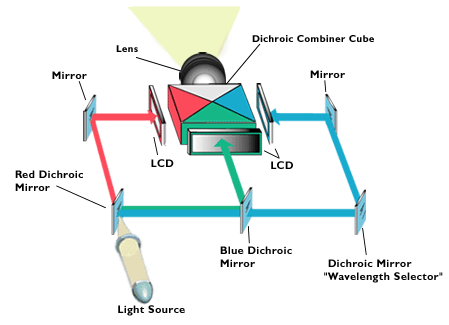 Lens
Dichroic Combiner Cube
Mirror
Mirror
LCD
LCD
Red Dichroic
Mirror
Blue Dichroic
Mirror
Dichroic Mirror
"Wavelength Selector"
Light Source